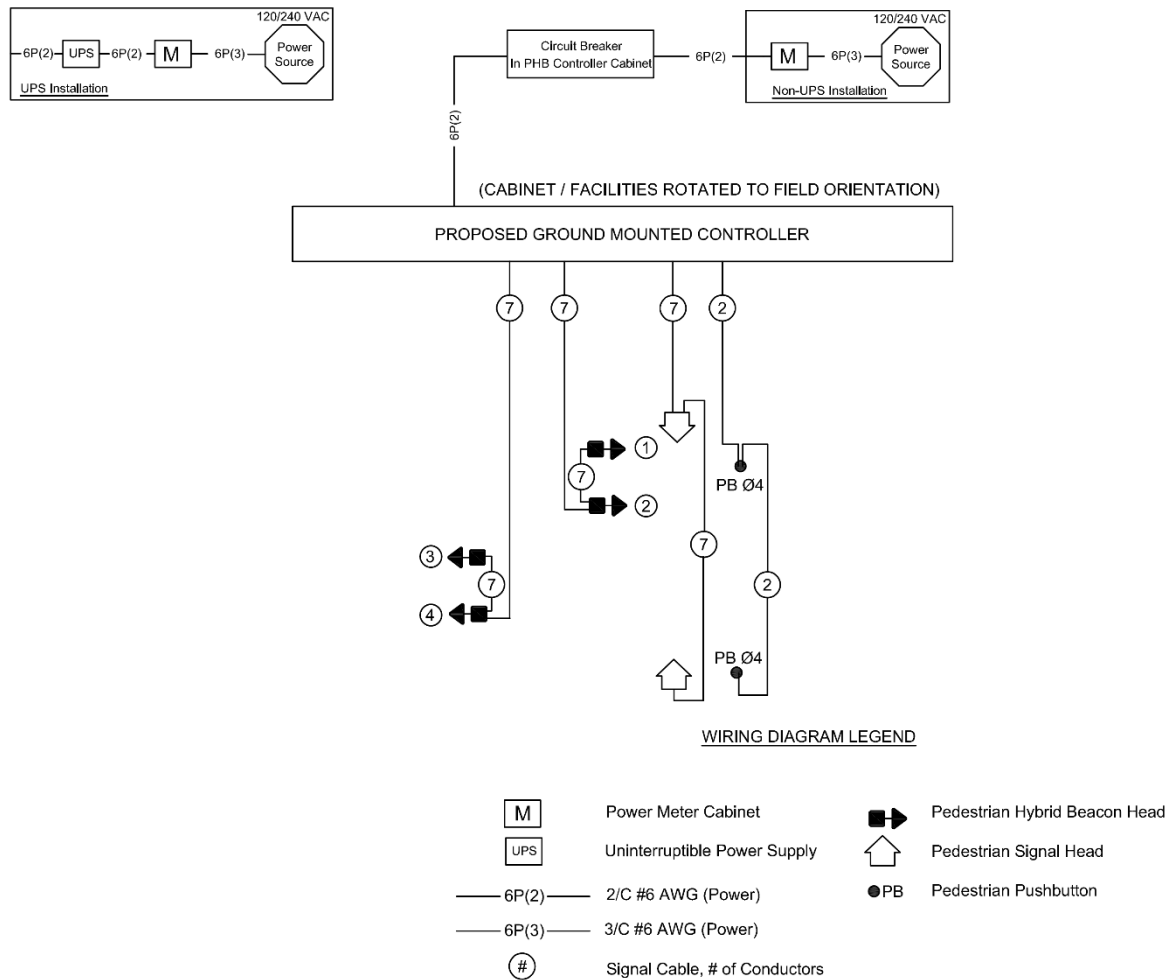 120/240 VAC
6P(2)
UPS
6P(2)
M
6P(3)
Power
Source
UPS Installation
Circuit Breaker
In PHB Controller Cabinet
6P(2)
120/240 VAC
M
6P(3)
Power
Source
Non-UPS Installation
6P(2)
(CABINET / FACILITIES ROTATED TO FIELD ORIENTATION)
PROPOSED GROUND MOUNTED CONTROLLER
7
7
7
2
1
7
2
PB Ø4
3
7
4
7
2
PB Ø4
WIRING DIAGRAM LEGEND
M
Power Meter Cabinet
Pedestrian Hybrid Beacon Head
UPS
Uninterruptible Power Supply
Pedestrian Signal Head
6P(2)
2/C #6 AWG (Power)
PB
Pedestrian Pushbutton
6P(3)
3/C #6 AWG (Power)
#
Signal Cable, # of Conductors